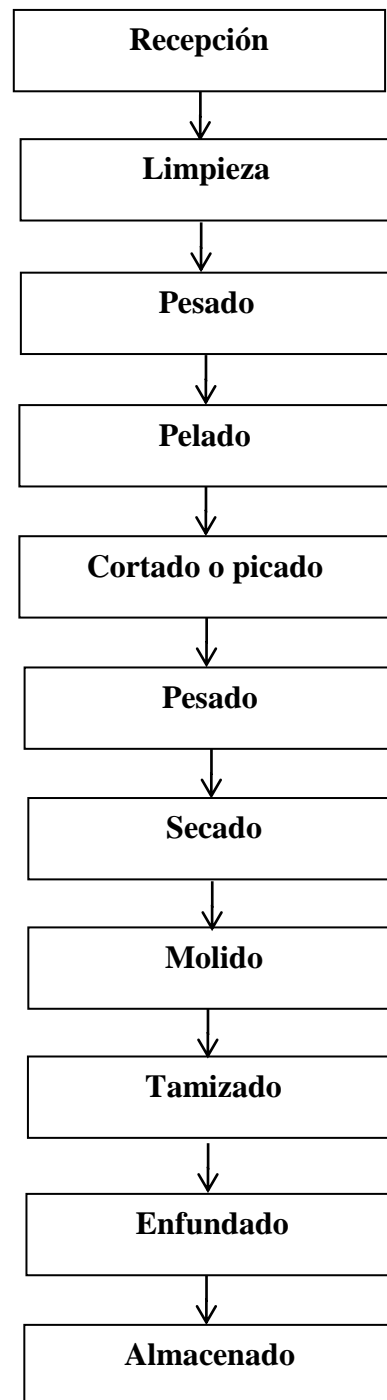 Recepción
Limpieza
Pesado
Pelado
Cortado o picado
Pesado
Secado
Molido
Tamizado
Enfundado
Almacenado